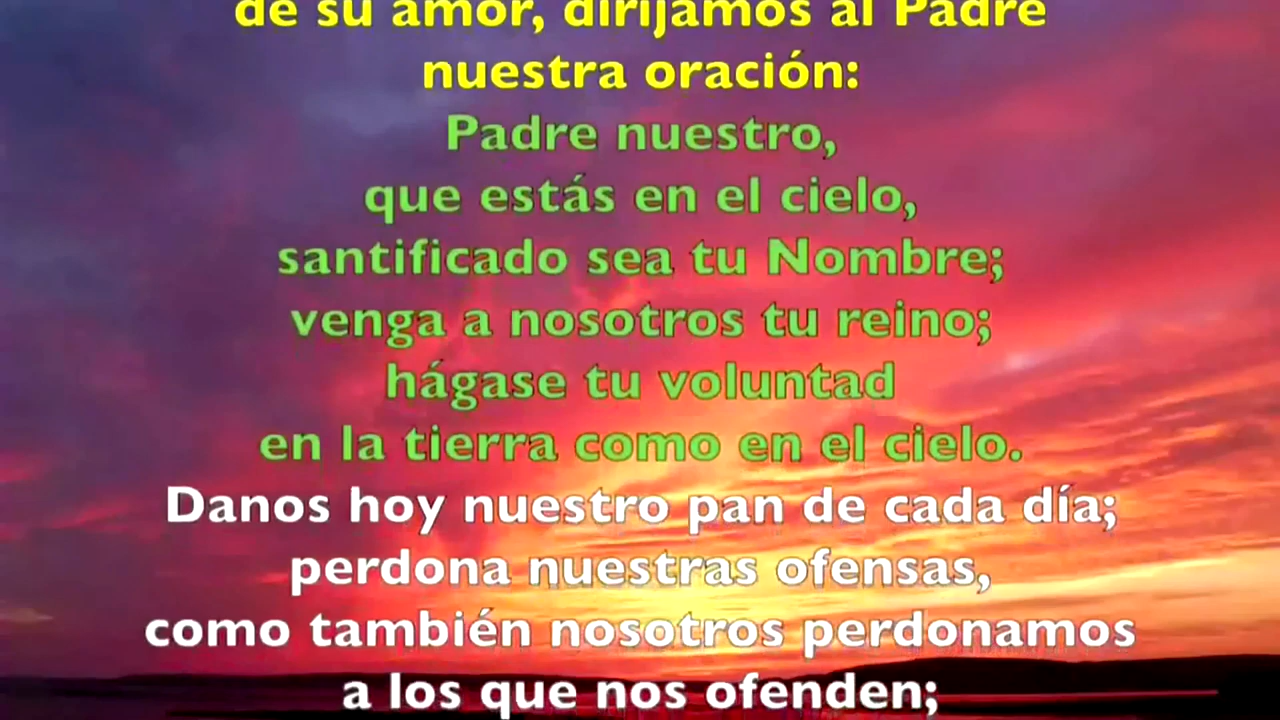 de su amor, dirijamos al Padre
nuestra oración:
Padre nuestro,
que estás en el cielo,
santificado sea tu Nombre;
venga a nosotros tu reino;
hágase tu voluntad
en la tierra como en el cielo.
Danos hoy nuestro pan de cada día;
perdona nuestras ofensas,
como también nosotros perdonamos
a los que nos ofenden;